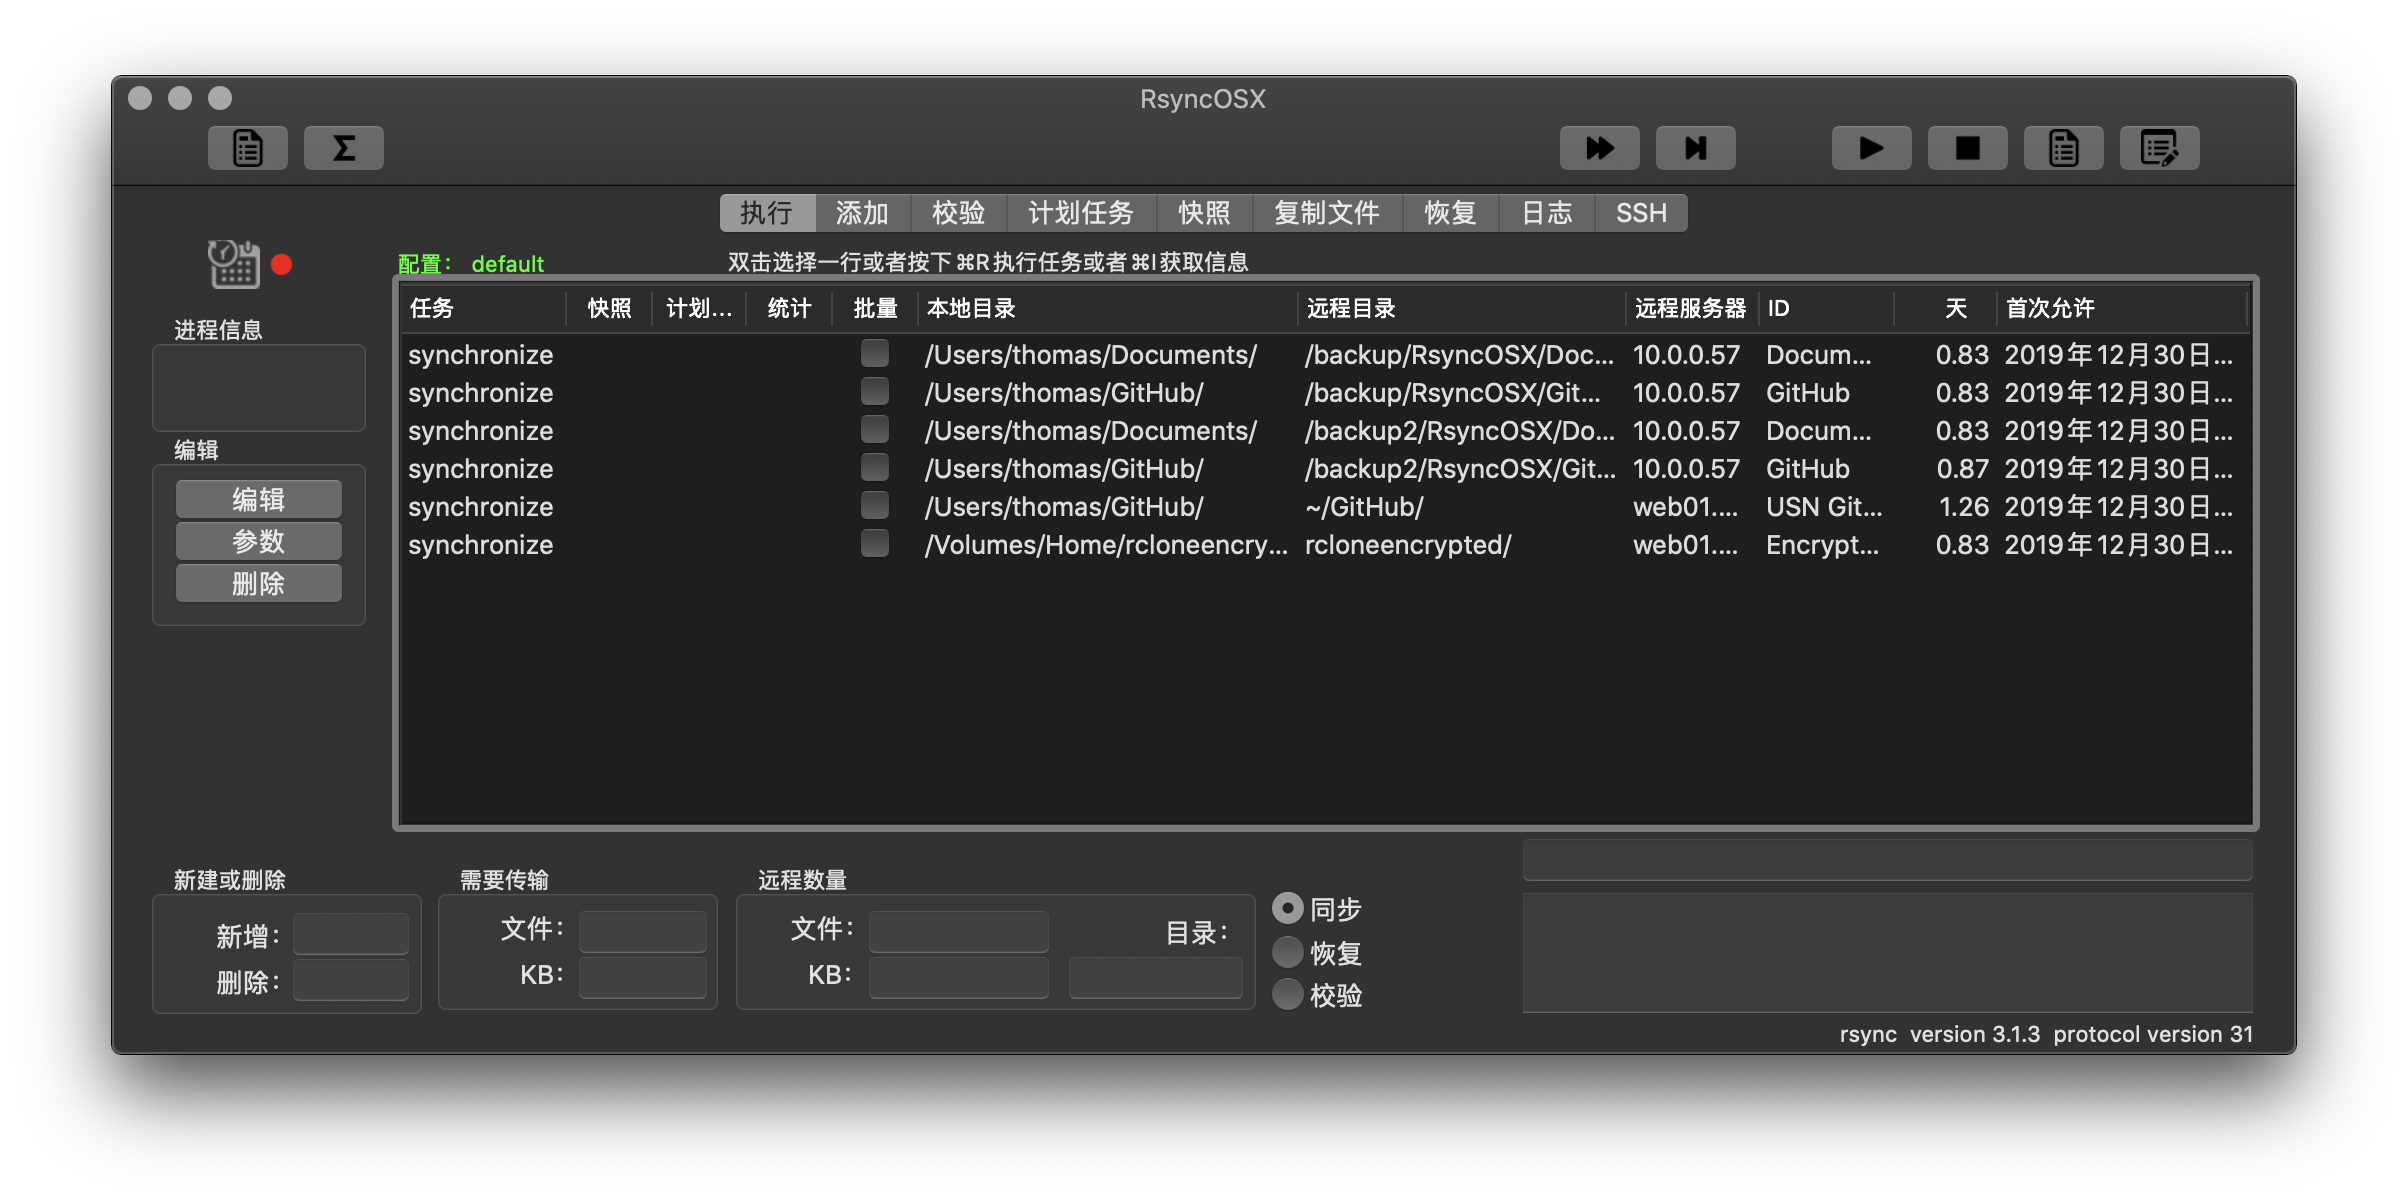 RsyncOSX
执行 添加 校验 计划任务 快照 复制文件 恢复 日志 SSH
配置： default
双击选择一行或者按下⌘R执行任务或者⌘I获取信息
进程信息
编辑
编辑
参数
删除
任务 快照 计划... 统计 批量 本地目录 远程目录 远程服务器 ID 天 首次允许
synchronize /Users/thomas/Documents/ /backup/RsyncOSX/Doc... 10.0.0.57 Docum... 0.83 2019年12月30日...
synchronize /Users/thomas/GitHub/ /backup/RsyncOSX/Git... 10.0.0.57 GitHub 0.83 2019年12月30日...
synchronize /Users/thomas/Documents/ /backup2/RsyncOSX/Do... 10.0.0.57 Docum... 0.83 2019年12月30日...
synchronize /Users/thomas/GitHub/ /backup2/RsyncOSX/Git... 10.0.0.57 GitHub 0.87 2019年12月30日...
synchronize /Users/thomas/GitHub/ ~/GitHub/ web01.... USN Git... 1.26 2019年12月30日...
synchronize /Volumes/Home/rcloneencry... rcloneencrypted/ web01.... Encrypt... 0.83 2019年12月30日...
新建或删除
新增：
删除：
需要传输
文件：
KB：
远程数量
文件：
KB：
目录：
同步
恢复
校验
rsync version 3.1.3 protocol version 31